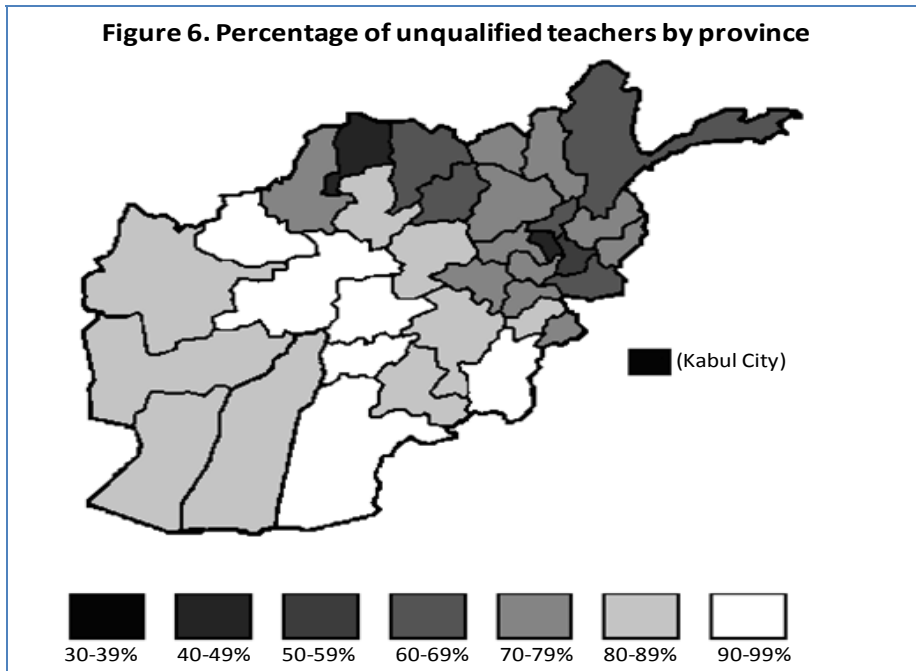 Figure 6. Percentage of unqualified teachers by province
(Kabul City)
30-39% 40-49% 50-59% 60-69% 70-79% 80-89% 90-99%